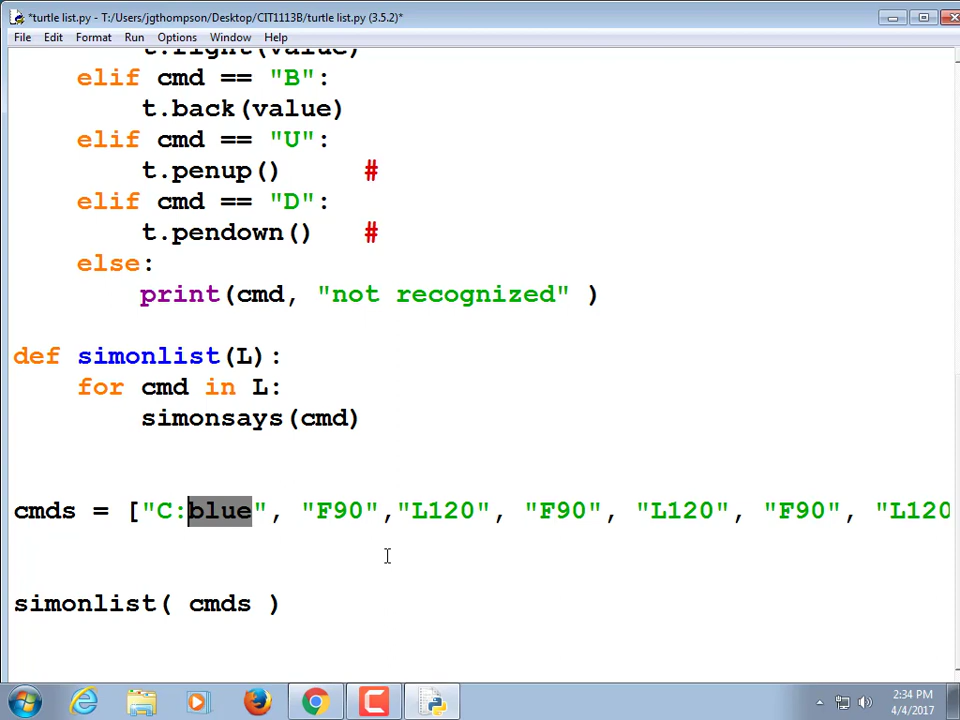 *turtle list.py - T:/Users/jgthompson/Desktop/CIT1113B/turtle list.py (3.5.2)*
File Edit Format Run Options Window Help
t.right(value)
elif cmd == "B":
t.back(value)
elif cmd == "U":
t.penup() #
elif cmd == "D":
t.pendown() #
else:
print(cmd, "not recognized" )
def simonlist(L):
for cmd in L:
simonsays(cmd)
cmds = ["C:blue", "F90","L120", "F90", "L120", "F90", "L120
simonlist( cmds )
2:34 PM
4/4/2017